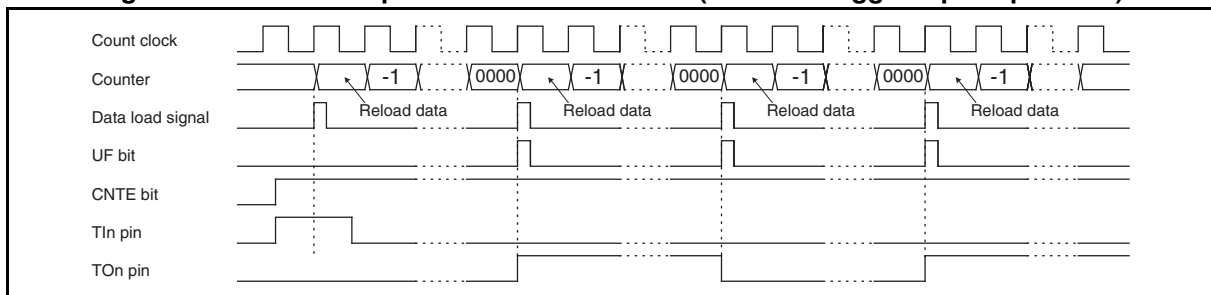 Count clock
Counter
-1
0000
-1
0000
-1
0000
-1
Reload data
Reload data
Reload data
Reload data
Data load signal
UF bit
CNTE bit
TIn pin
TOn pin